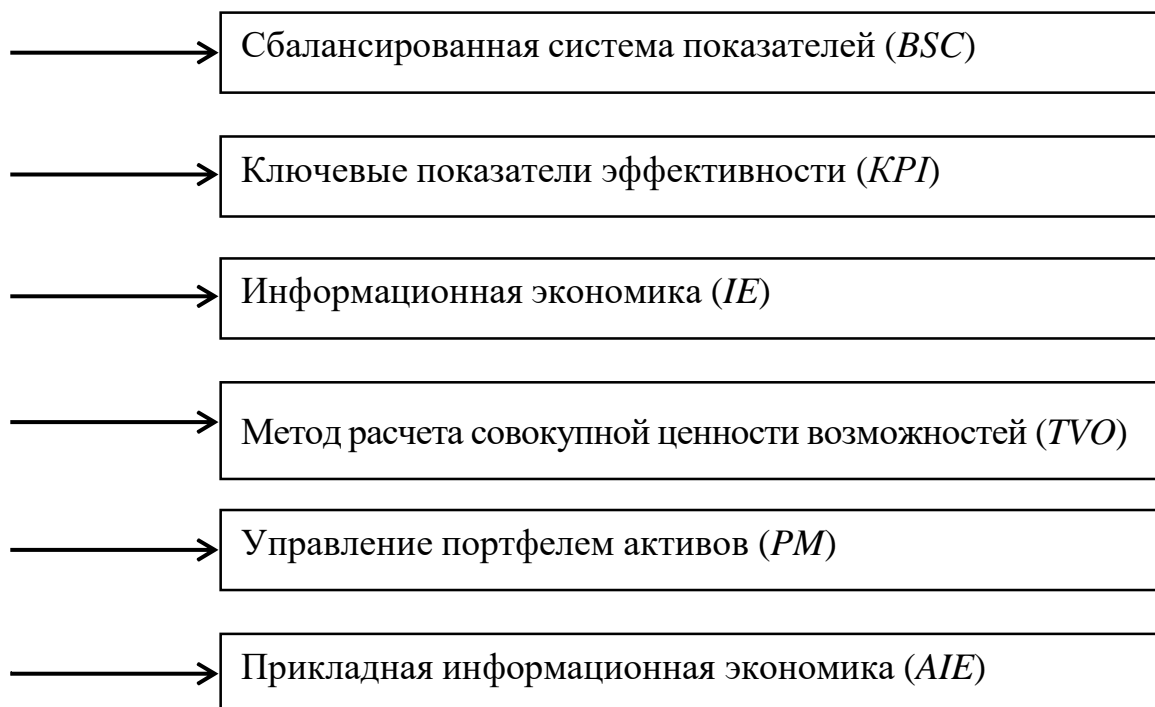 Сбалансированная система показателей (BSC)
Ключевые показатели эффективности (KPI)
Информационная экономика (IE)
Метод расчета совокупной ценности возможностей (TVO)
Управление портфелем активов (PM)
Прикладная информационная экономика (AIE)